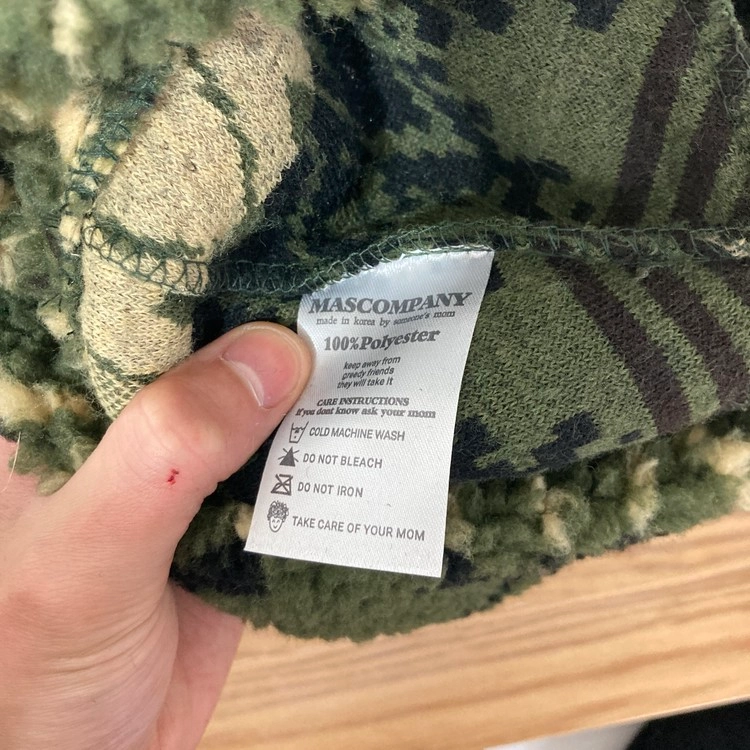 MASCOMPANY
made in korea by someone's mom
100%Polyester
keep away from
greedy friends
they will take it
CARE INSTRUCTIONS
if you dont know ask your mom
COLD MACHINE WASH
DO NOT BLEACH
DO NOT IRON
TAKE CARE OF YOUR MOM